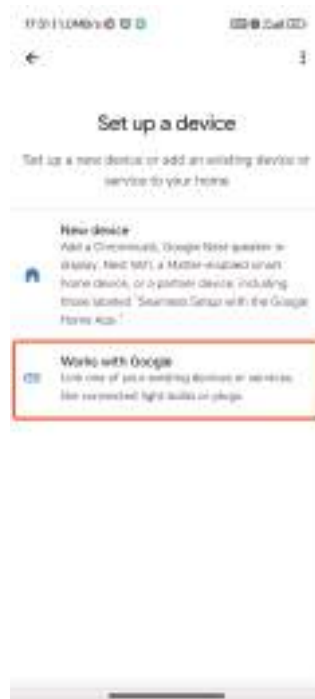 Set up a device
Set up a new device or add an existing device or
service to your home
New device
Add a Chromecast, Google Nest speaker or
display, Nest Wifi, a Matter-enabled smart
home device, or a partner device, including
those labeled "Seamless Setup with the Google
Home App."
Works with Google
Link one of your existing devices or services
like connected light bulbs or plugs